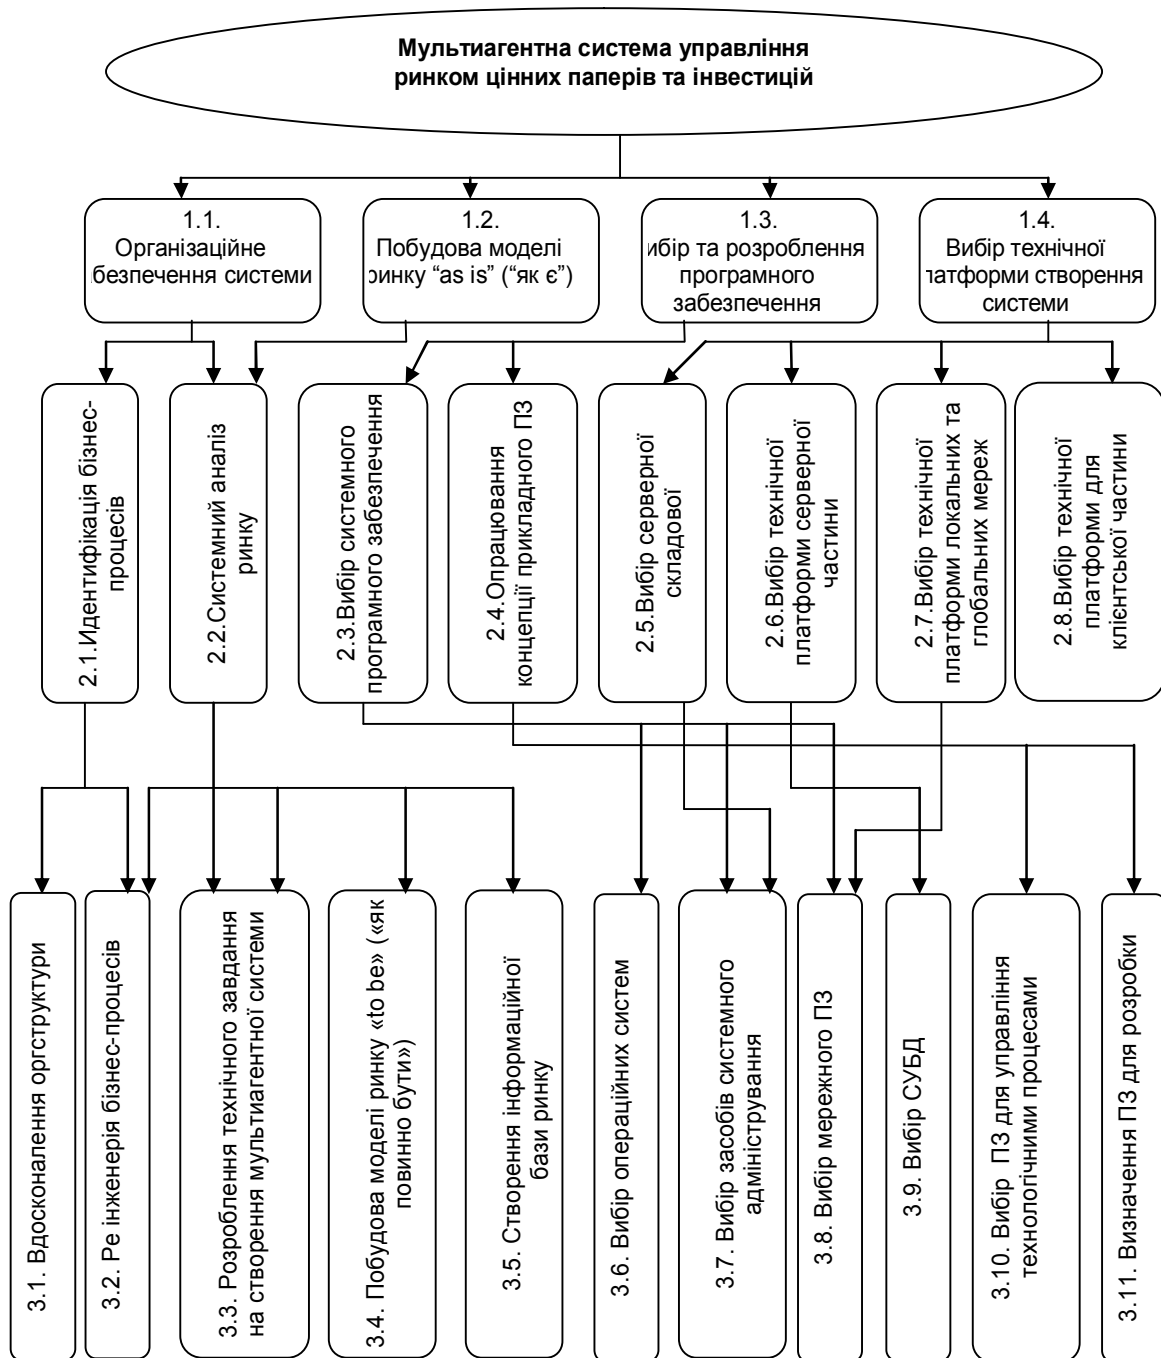 Мультиагентна система управління
ринком цінних паперів та інвестицій
1.1.
Організаційне
безпечення системи
1.2.
Побудова моделі
ринку “as is” (“як є”)
1.3.
ибір та розроблення
програмного
забезпечення
1.4.
Вибір технічної
латформи створення
системи
2.1.Идентифікація бізнес-
процесів
2.2.Системний аналіз
ринку
2.3.Вибір системного
програмного забезпечення
2.4.Опрацювання
концепції прикладного ПЗ
2.5.Вибір серверної
складової
2.6.Вибір технічної
платформи серверної
частини
2.7.Вибір технічної
платформи локальних та
глобальних мереж
2.8.Вибір технічної
платформи для
клієнтської частини
3.1. Вдосконалення оргструктури
3.2. Ре інженерія бізнес-процесів
3.3. Розроблення технічного завдання
на створення мультиагентної системи
3.4. Побудова моделі ринку «to be» («як
повинно бути»)
3.5. Створення інформаційної
бази ринку
3.6. Вибір операційних систем
3.7. Вибір засобів системного
адміністрування
3.8. Вибір мережного ПЗ
3.9. Вибір СУБД
3.10. Вибір ПЗ для управління
технологічними процесами
3.11. Визначення ПЗ для розробки